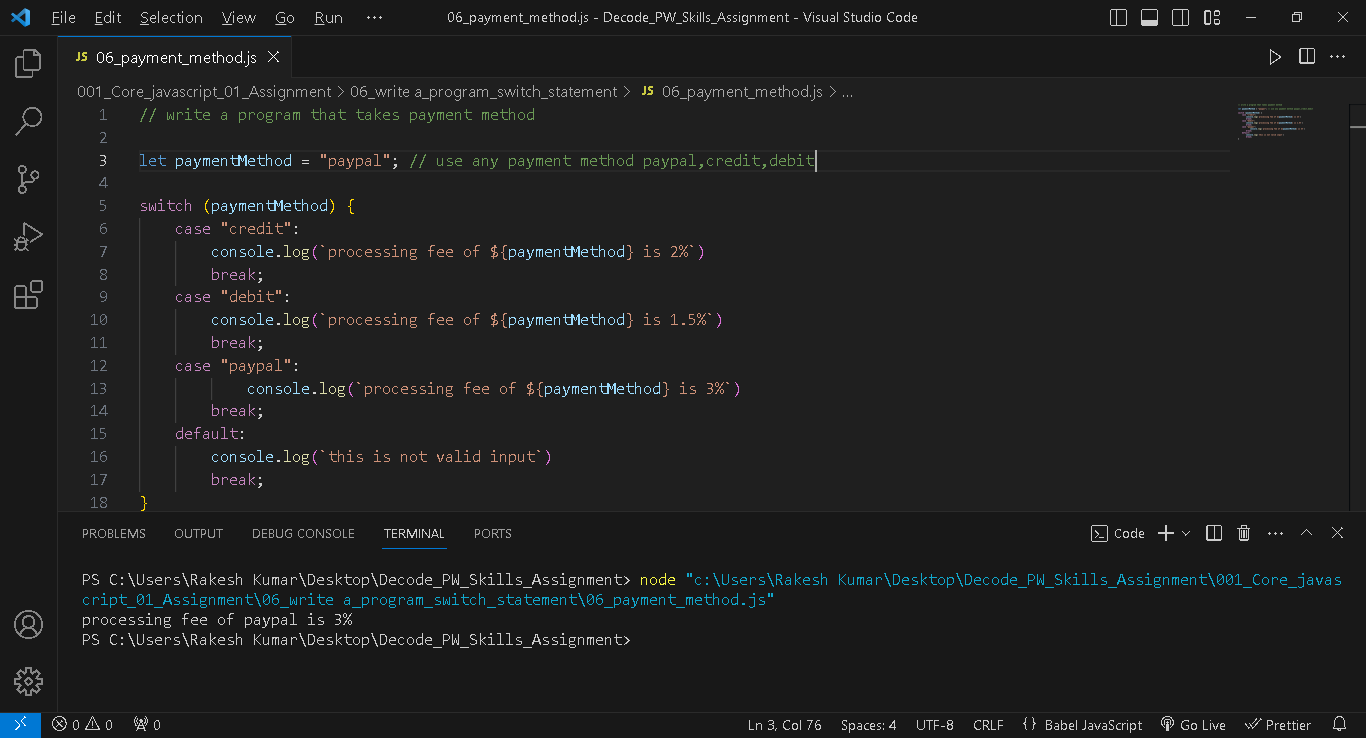 File Edit Selection View Go Run ··· 06_payment_method.js - Decode_PW_Skills_Assignment - Visual Studio Code
JS 06_payment_method.js
001_Core_javascript_01_Assignment > 06_write a_program_switch_statement > JS 06_payment_method.js > ...
1 // write a program that takes payment method
2
3 let paymentMethod = "paypal"; // use any payment method paypal,credit,debit
4
5 switch (paymentMethod) {
6 case "credit":
7 console.log(`processing fee of ${paymentMethod} is 2%`)
8 break;
9 case "debit":
10 console.log(`processing fee of ${paymentMethod} is 1.5%`)
11 break;
12 case "paypal":
13 console.log(`processing fee of ${paymentMethod} is 3%`)
14 break;
15 default:
16 console.log(`this is not valid input`)
17 break;
18 }
PROBLEMS OUTPUT DEBUG CONSOLE TERMINAL PORTS Code
PS C:\Users\Rakesh Kumar\Desktop\Decode_PW_Skills_Assignment> node "c:\Users\Rakesh Kumar\Desktop\Decode_PW_Skills_Assignment\001_Core_javas
cript_01_Assignment\06_write a_program_switch_statement\06_payment_method.js"
processing fee of paypal is 3%
PS C:\Users\Rakesh Kumar\Desktop\Decode_PW_Skills_Assignment>
0 0 0 Ln 3, Col 76 Spaces: 4 UTF-8 CRLF {} Babel JavaScript Go Live Prettier